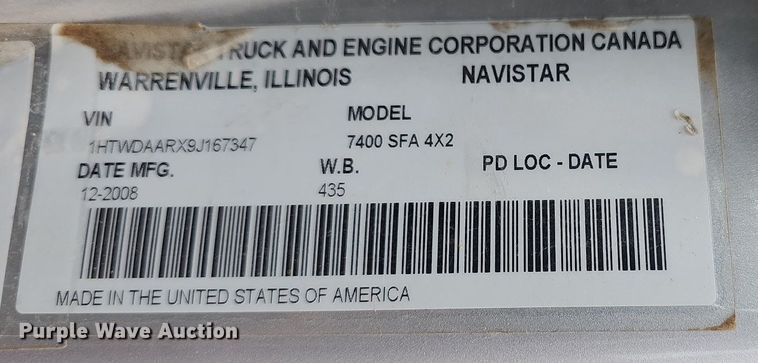 TRUCK AND ENGINE CORPORATION CANADA
WARRENVILLE, ILLINOIS NAVISTAR
VIN MODEL
1HTWDAARX9J167347 7400 SFA 4X2
DATE MFG. W.B. PD LOC - DATE
12-2008 435
MADE IN THE UNITED STATES OF AMERICA
Purple Wave Auction